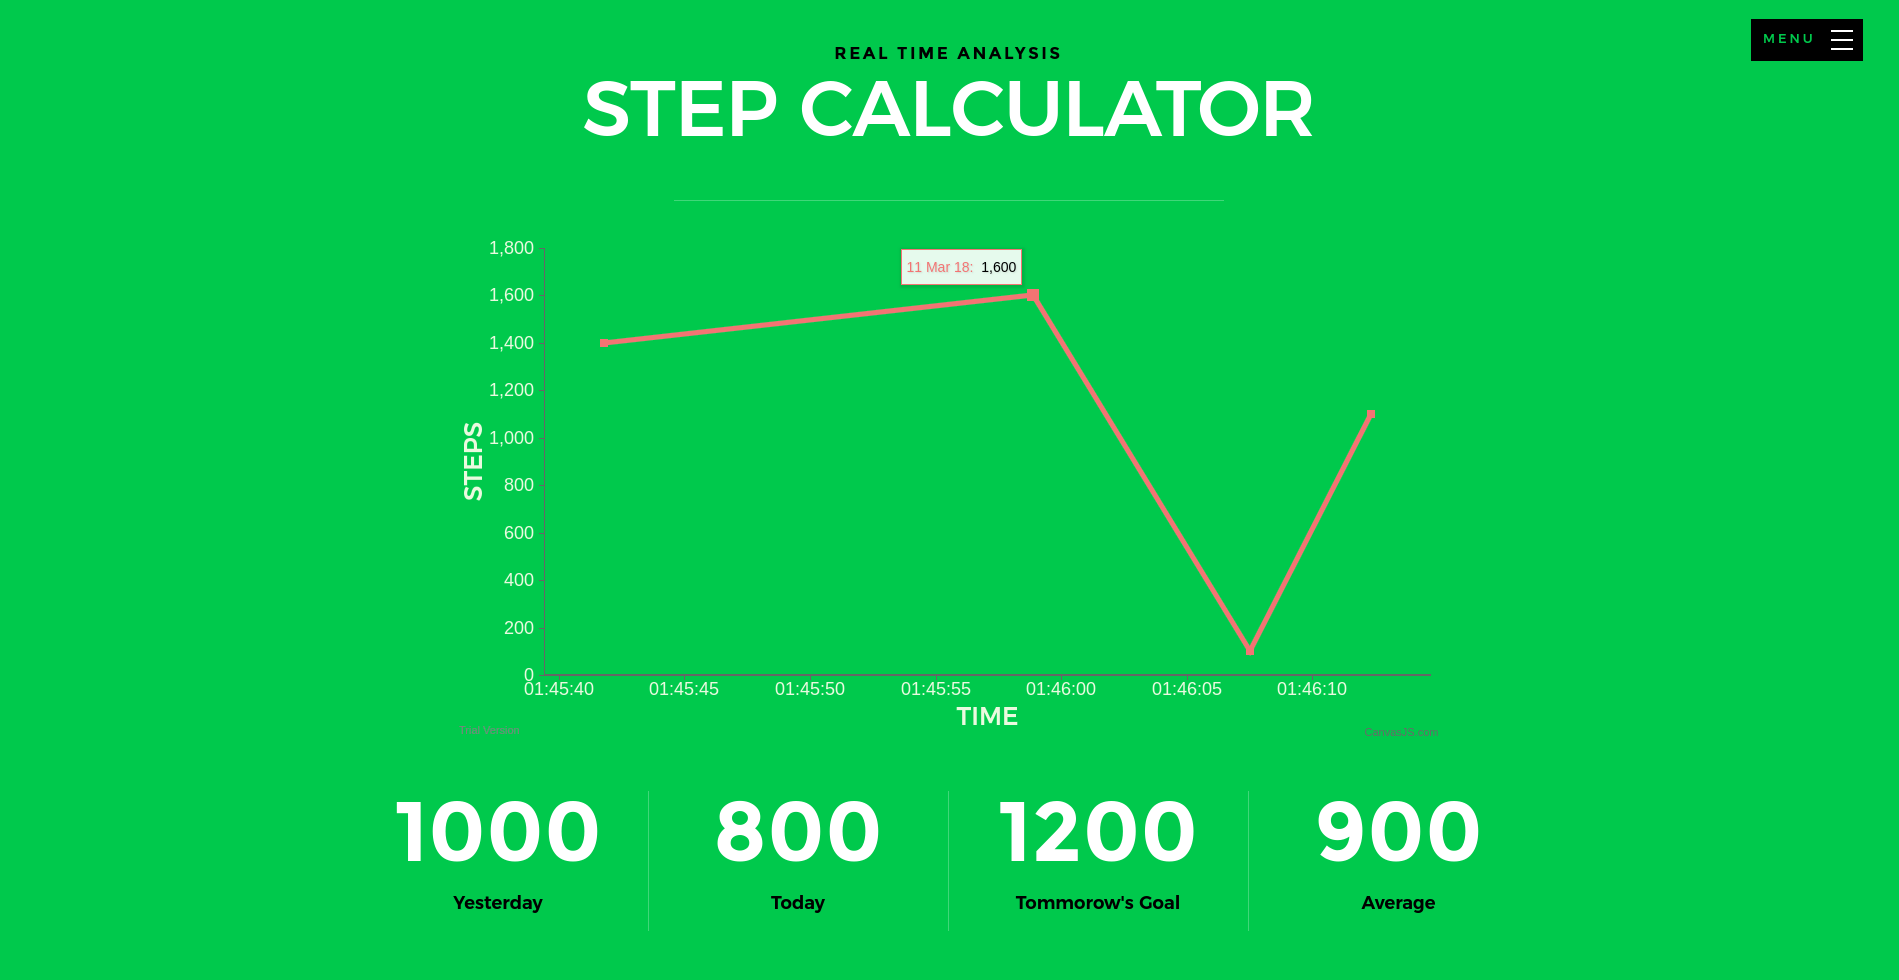 MENU
REAL TIME ANALYSIS
STEP CALCULATOR
1,800
11 Mar 18: 1,600
1,600
1,400
1,200
1,000
800
600
400
200
0
STEPS
01:45:40 01:45:45 01:45:50 01:45:55 01:46:00 01:46:05 01:46:10
TIME
Trial Version
CanvasJS.com
1000 800 1200 900
Yesterday Today Tommorow's Goal Average